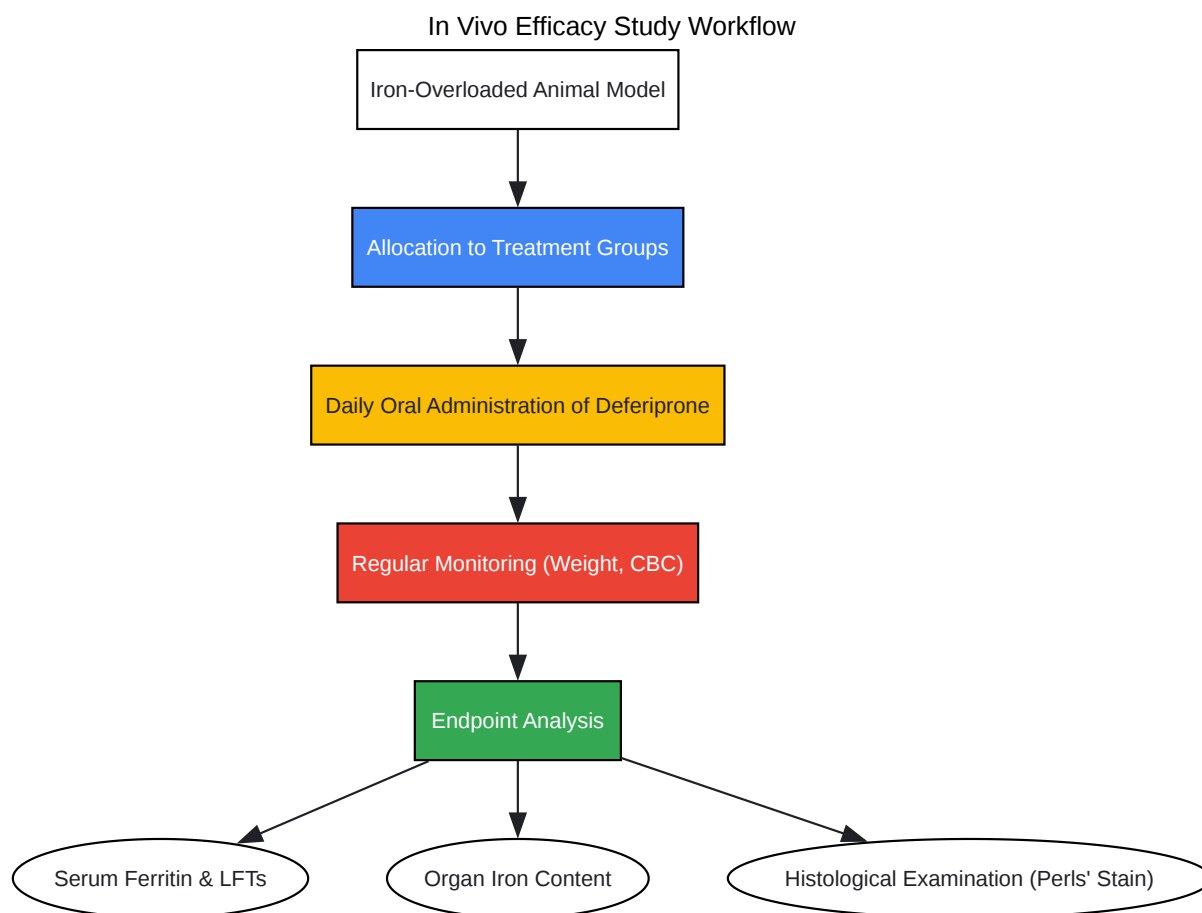 In Vivo Efficacy Study Workflow
Iron-Overloaded Animal Model
Allocation to Treatment Groups
Daily Oral Administration of Deferiprone
Regular Monitoring (Weight, CBC)
Endpoint Analysis
Serum Ferritin & LFTs
Organ Iron Content
Histological Examination (Perls' Stain)